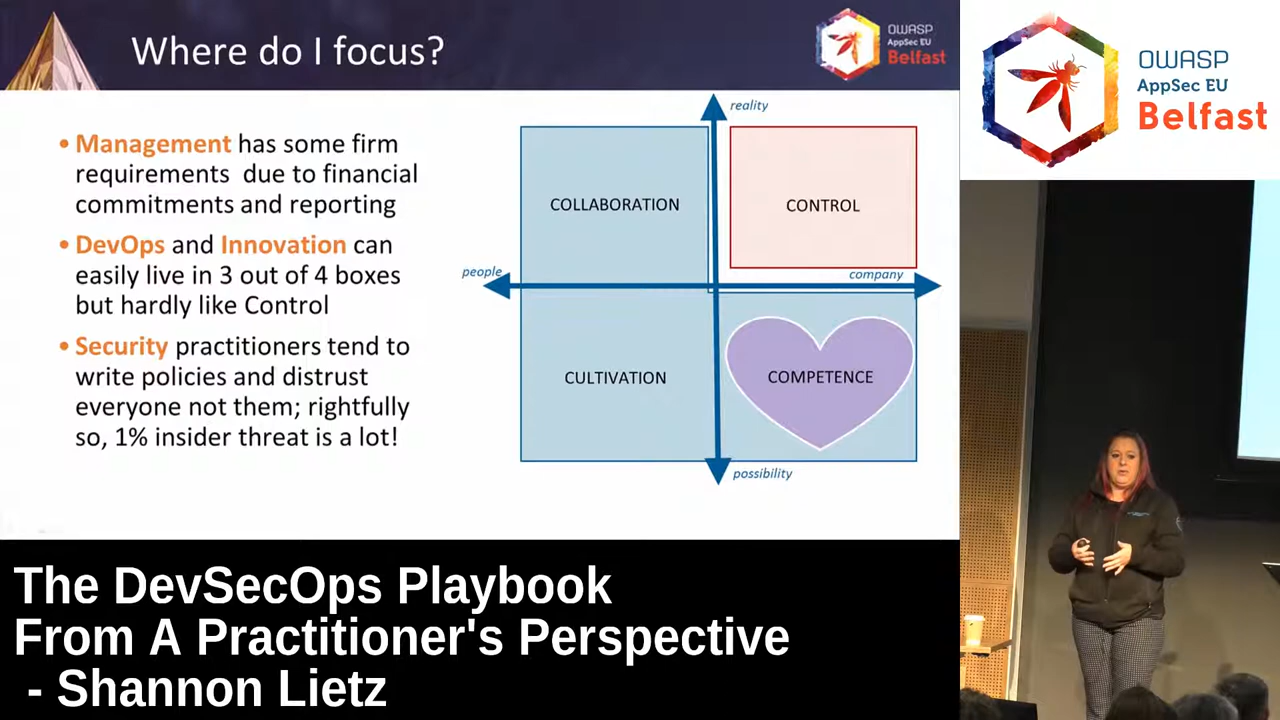 Where do I focus?
OWASP
AppSec EU
Belfast
OWASP
AppSec EU
Belfast
• Management has some firm
requirements due to financial
commitments and reporting
• DevOps and Innovation can
easily live in 3 out of 4 boxes
but hardly like Control
• Security practitioners tend to
write policies and distrust
everyone not them; rightfully
so, 1% insider threat is a lot!
reality
COLLABORATION
CONTROL
people
company
CULTIVATION
COMPETENCE
possibility
The DevSecOps Playbook
From A Practitioner's Perspective
- Shannon Lietz